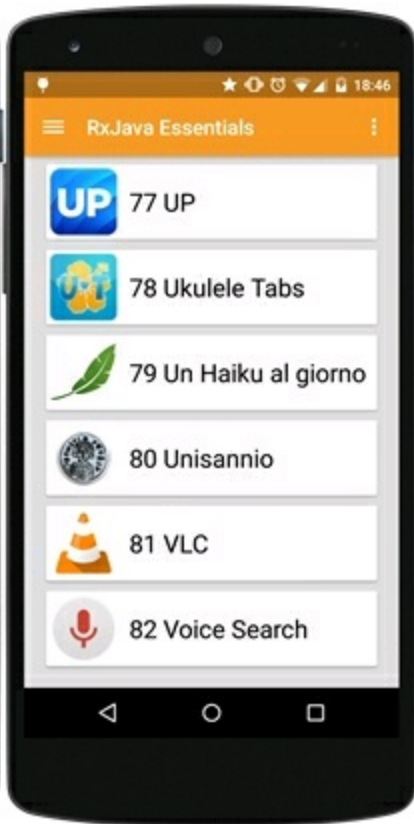 18:46
RxJava Essentials
UP
77 UP
U T
78 Ukulele Tabs
79 Un Haiku al giorno
80 Unisannio
81 VLC
82 Voice Search